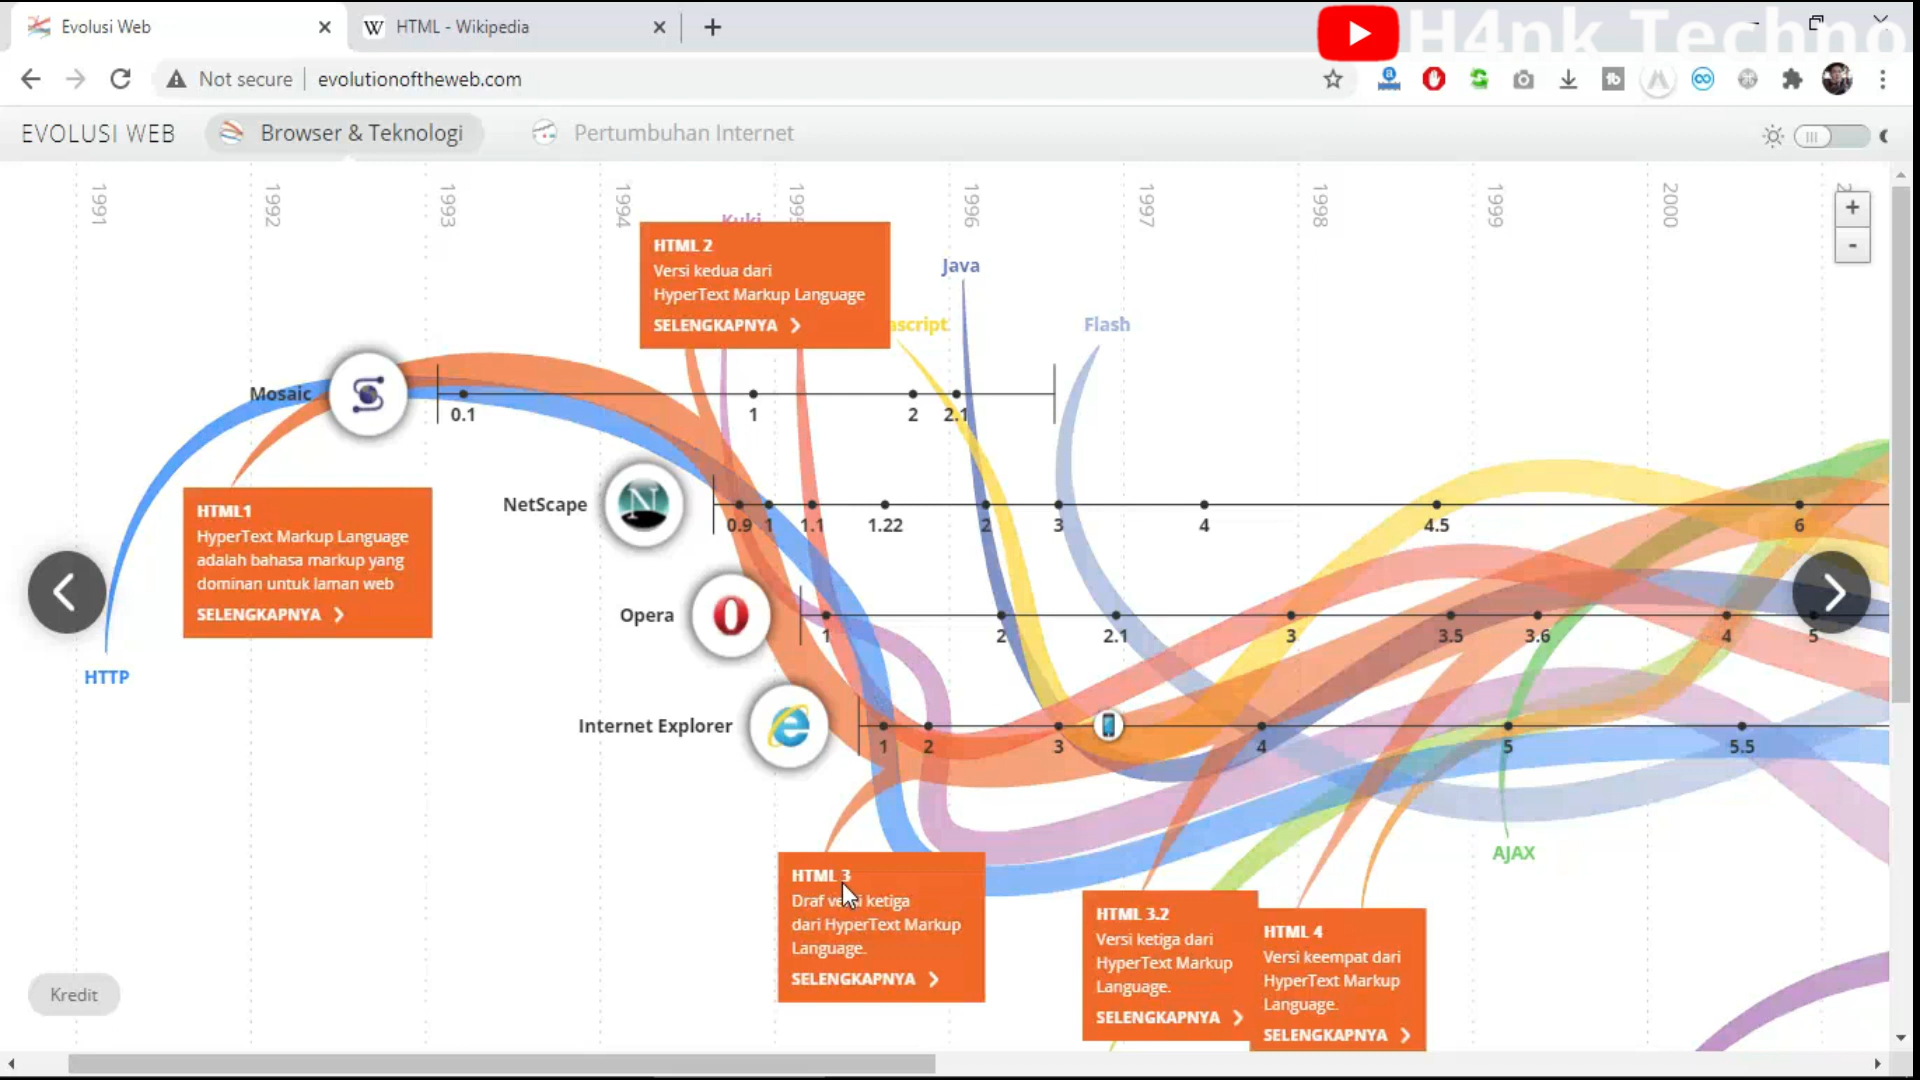 Evolusi Web
HTML - Wikipedia
H4nk Techno
Not secure
evolutionoftheweb.com
EVOLUSI WEB
Browser & Teknologi
Pertumbuhan Internet
1991
1992
1993
1994
1995
1996
1997
1998
1999
2000
+
-
Kuki
HTML 2
Versi kedua dari
HyperText Markup Language
SELENGKAPNYA
Java
ascript
Flash
Mosaic
0.1
1
2
2.1
NetScape
0.9
1
1.1
1.22
2
3
4
4.5
6
HTML1
HyperText Markup Language
adalah bahasa markup yang
dominan untuk laman web
SELENGKAPNYA
Opera
1
2
2.1
3
3.5
3.6
4
5
HTTP
Internet Explorer
1
2
3
4
5
5.5
AJAX
HTML 3
Draf versi ketiga
dari HyperText Markup
Language.
SELENGKAPNYA
HTML 3.2
Versi ketiga dari
HyperText Markup
Language.
SELENGKAPNYA
HTML 4
Versi keempat dari
HyperText Markup
Language.
SELENGKAPNYA
Kredit